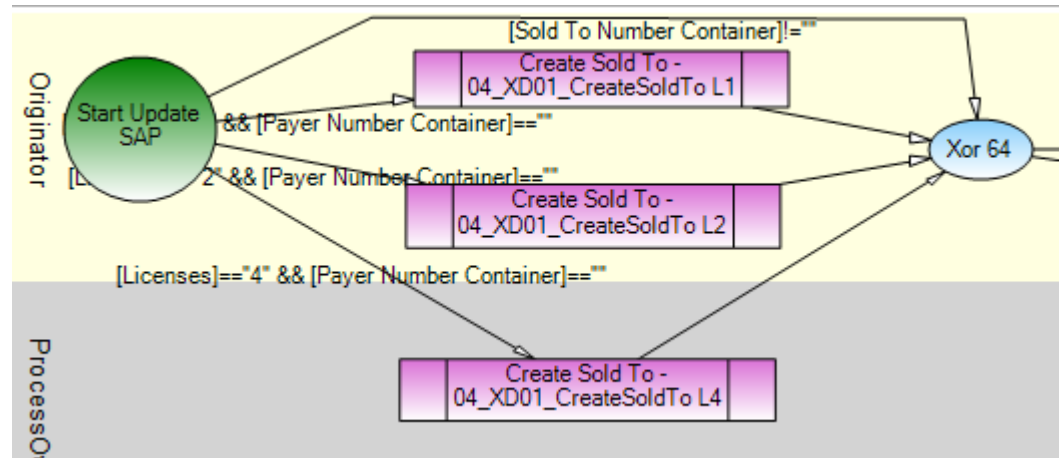 [Sold To Number Container]!=""
Originator
Create Sold To -
04_XD01_CreateSoldTo L1
Start Update
SAP
&& [Payer Number Container]==""
Xor 64
2" && [Payer Number Container]==""
Create Sold To -
04_XD01_CreateSoldTo L2
[Licenses]=="4" && [Payer Number Container]==""
Create Sold To -
04_XD01_CreateSoldTo L4